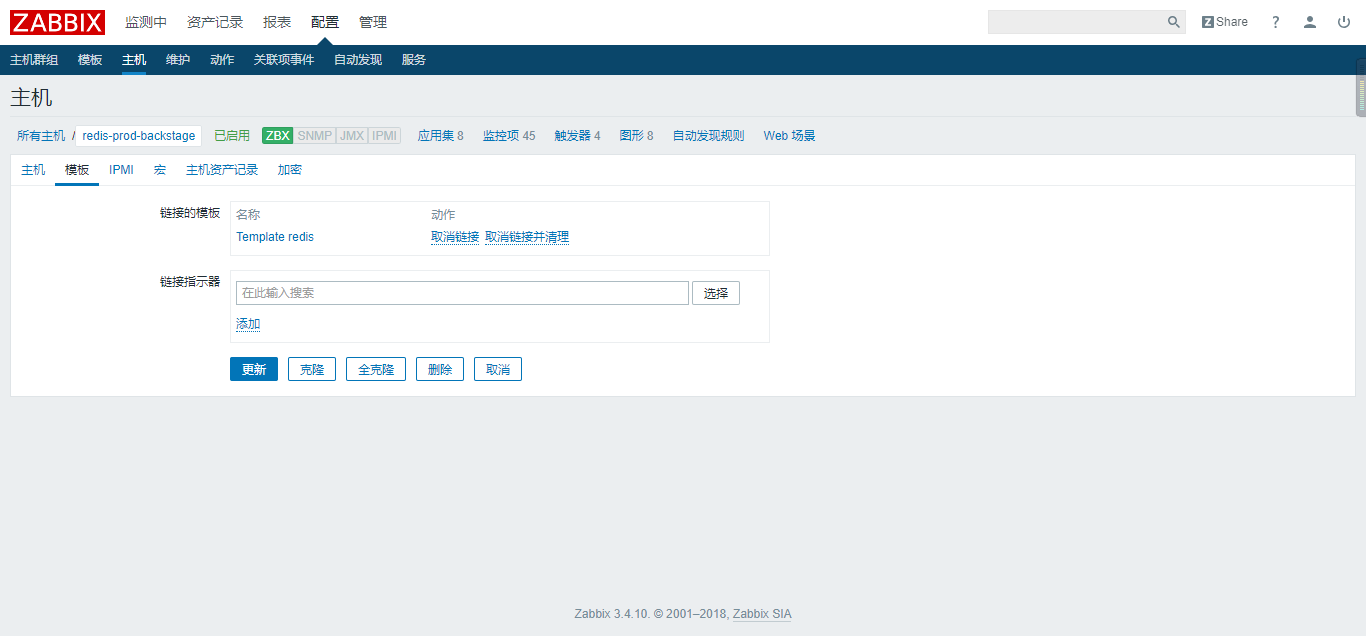 ZABBIX 监测中 资产记录 报表 配置 管理 Z Share ?
主机群组 模板 主机 维护 动作 关联项事件 自动发现 服务
主机
所有主机 / redis-prod-backstage 已启用 ZBX SNMP JMX IPMI 应用集 8 监控项 45 触发器 4 图形 8 自动发现规则 Web 场景
主机 模板 IPMI 宏 主机资产记录 加密
链接的模板 名称 动作
Template redis 取消链接 取消链接并清理
链接指示器 在此输入搜索 选择
添加
更新 克隆 全克隆 删除 取消
Zabbix 3.4.10. © 2001–2018, Zabbix SIA